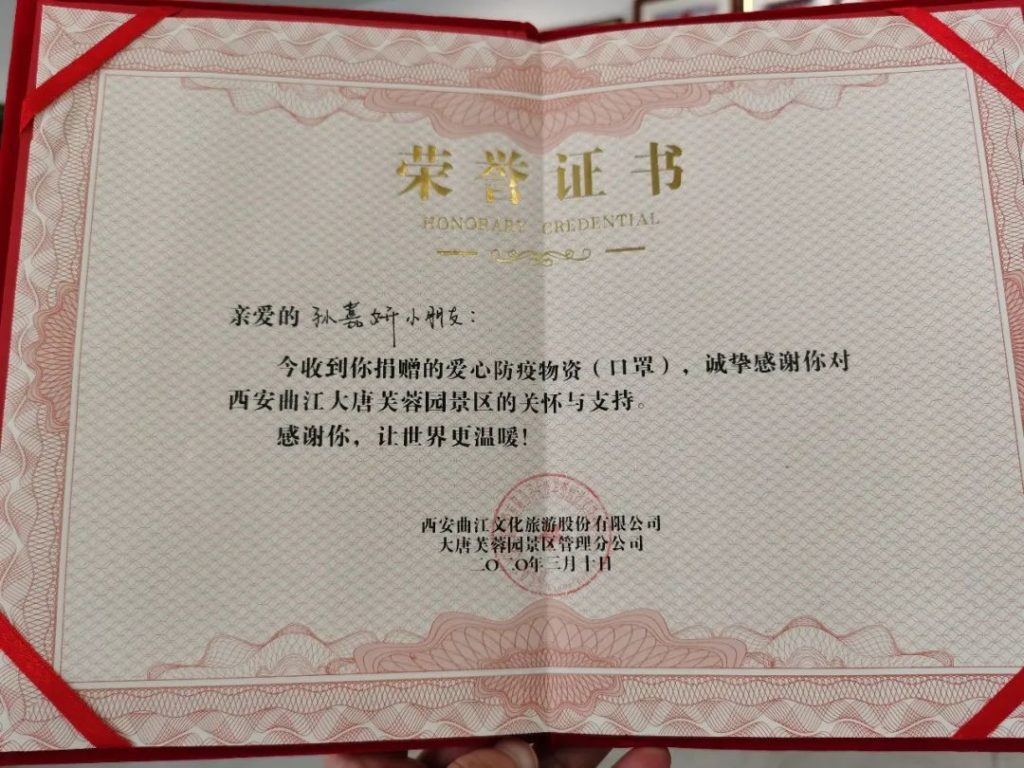 荣誉证书
HONORARY CREDENTIAL
亲爱的 孙嘉妍小朋友：
今收到你捐赠的爱心防疫物资（口罩），诚挚感谢你对
西安曲江大唐芙蓉园景区的关怀与支持。
感谢你，让世界更温暖！
西安曲江文化旅游股份有限公司
大唐芙蓉园景区管理分公司
二〇二〇年三月十日